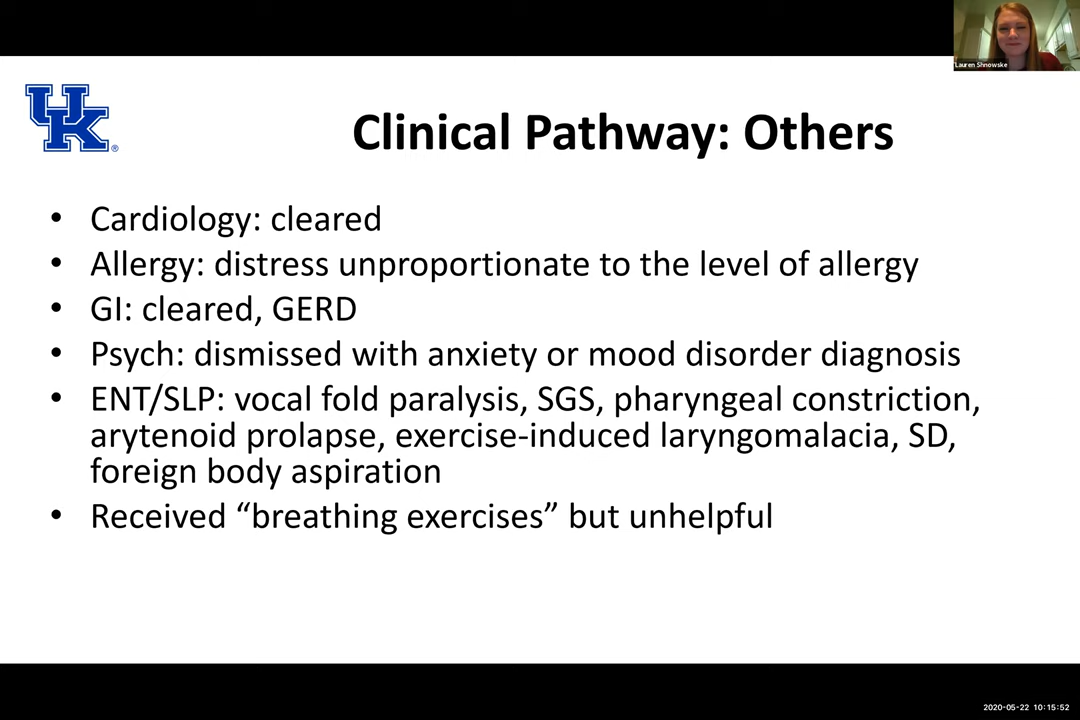 Lauren Shnowske
UK
®
Clinical Pathway: Others
• Cardiology: cleared
• Allergy: distress unproportionate to the level of allergy
• GI: cleared, GERD
• Psych: dismissed with anxiety or mood disorder diagnosis
• ENT/SLP: vocal fold paralysis, SGS, pharyngeal constriction,
arytenoid prolapse, exercise-induced laryngomalacia, SD,
foreign body aspiration
• Received “breathing exercises” but unhelpful
2020-05-22 10:15:52